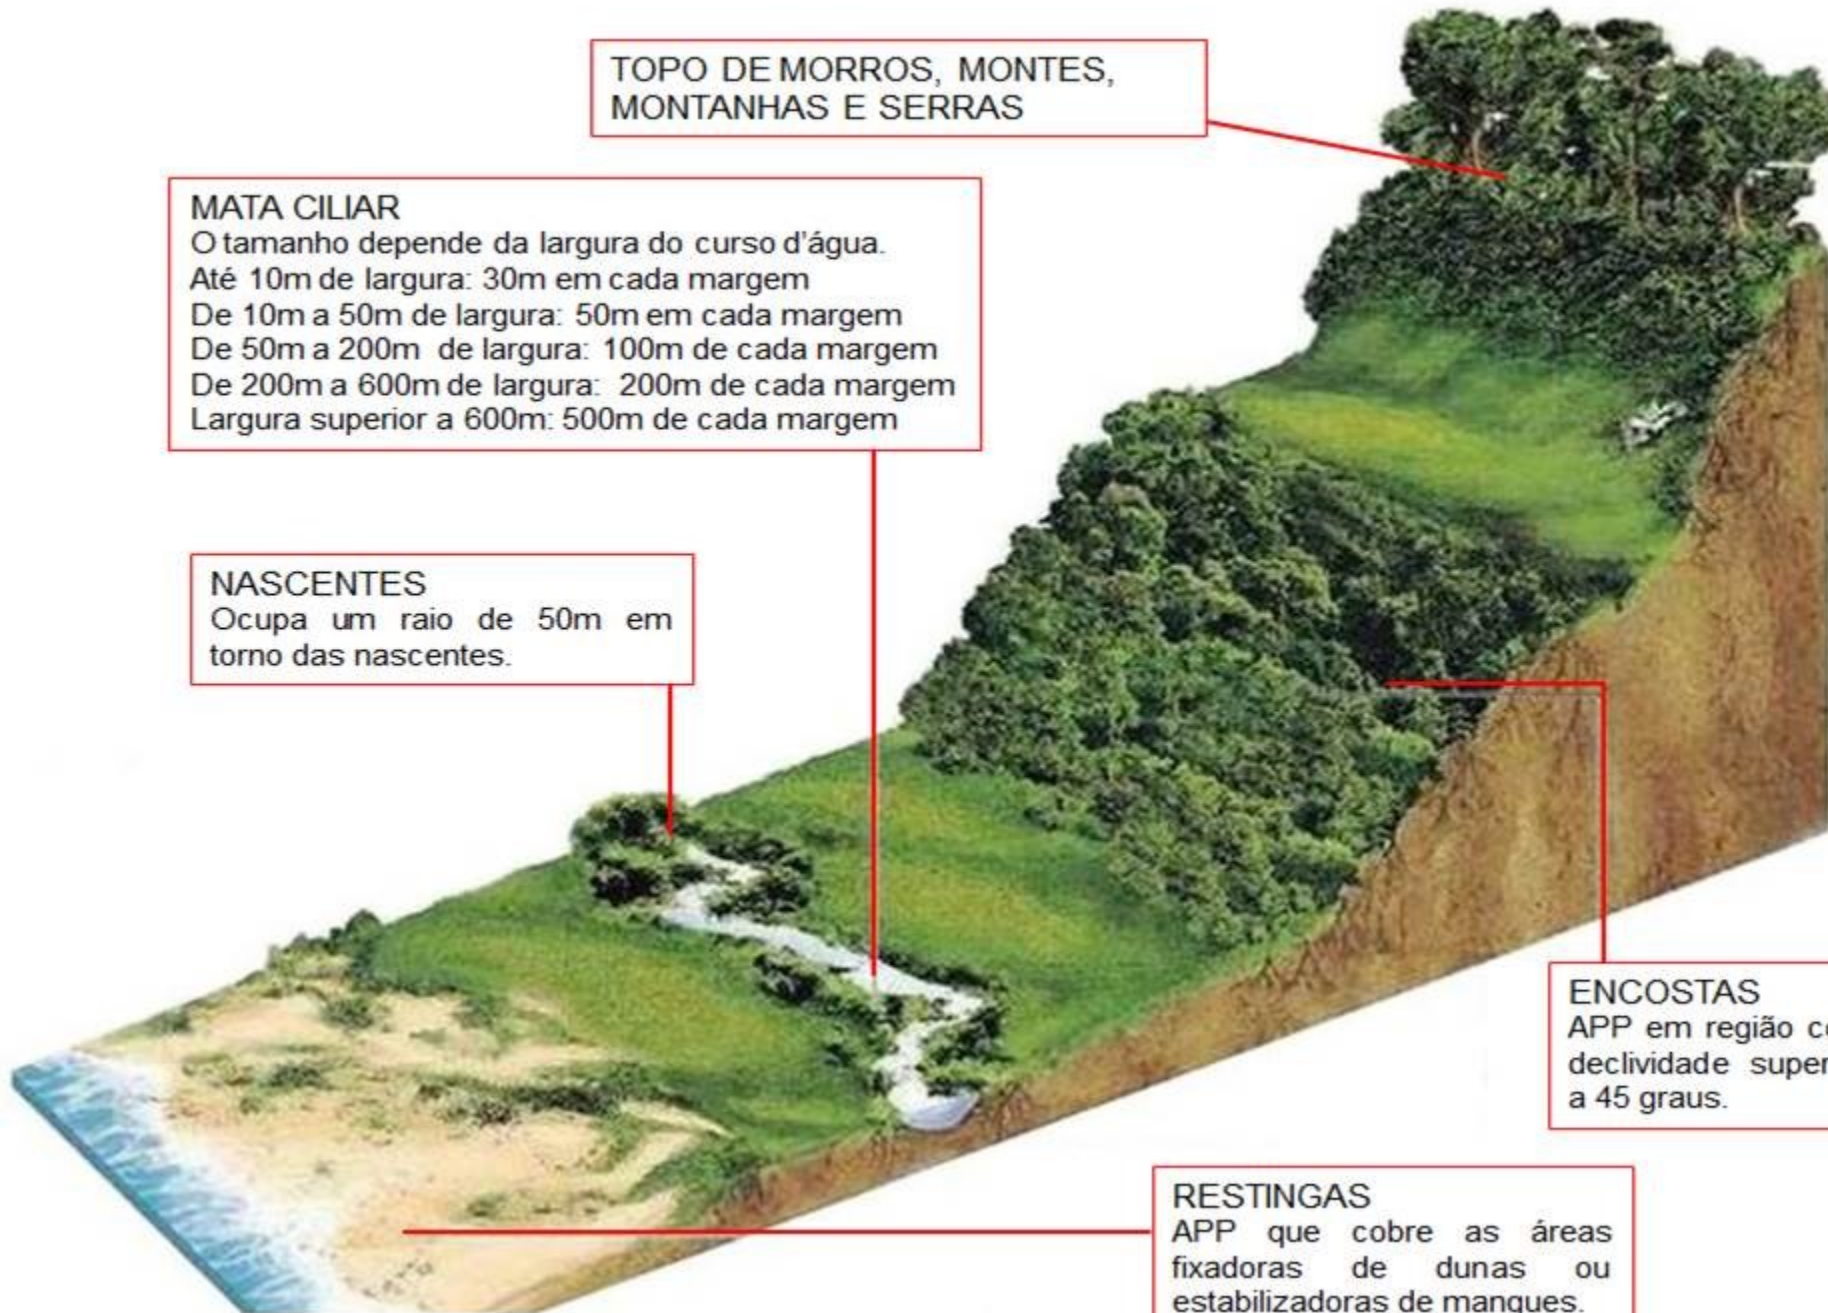 TOPO DE MORROS, MONTES,
MONTANHAS E SERRAS
MATA CILIAR
O tamanho depende da largura do curso d'água.
Até 10m de largura: 30m em cada margem
De 10m a 50m de largura: 50m em cada margem
De 50m a 200m de largura: 100m de cada margem
De 200m a 600m de largura: 200m de cada margem
Largura superior a 600m: 500m de cada margem
NASCENTES
Ocupa um raio de 50m em
torno das nascentes.
ENCOSTAS
APP em região
declividade
a 45 graus.
RESTINGAS
APP que cobre as áreas
fixadoras de dunas ou
estabilizadoras de mangues.